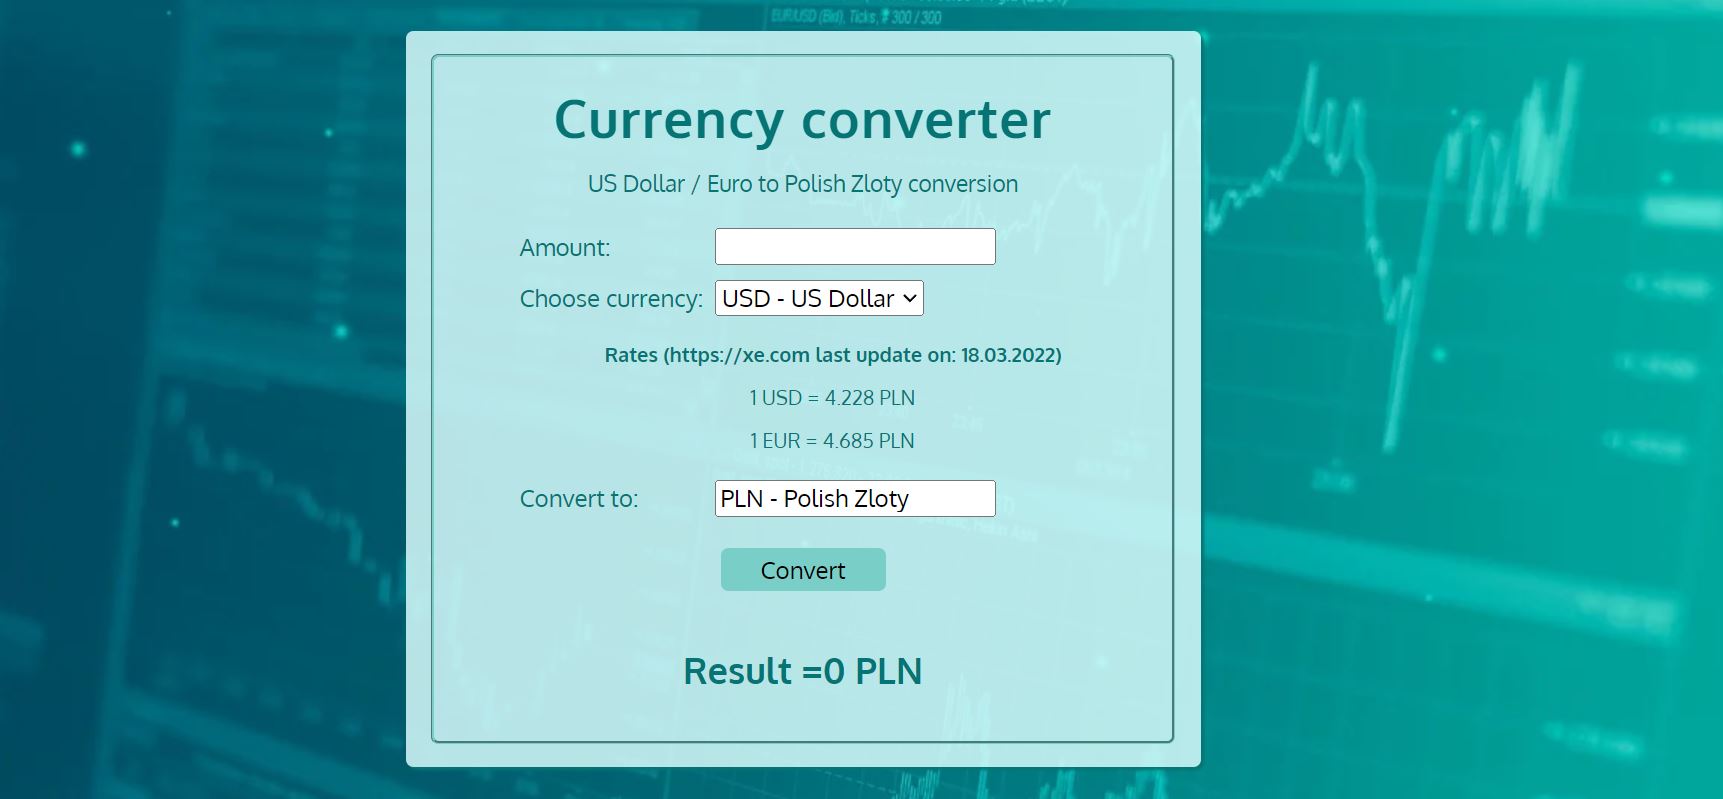 EUR/USD (Bid), Ticks, # 300 / 300
Currency converter
US Dollar / Euro to Polish Zloty conversion
Amount:
Choose currency: USD - US Dollar
Rates (https://xe.com last update on: 18.03.2022)
1 USD = 4.228 PLN
1 EUR = 4.685 PLN
Convert to: PLN - Polish Zloty
Convert
Result =0 PLN